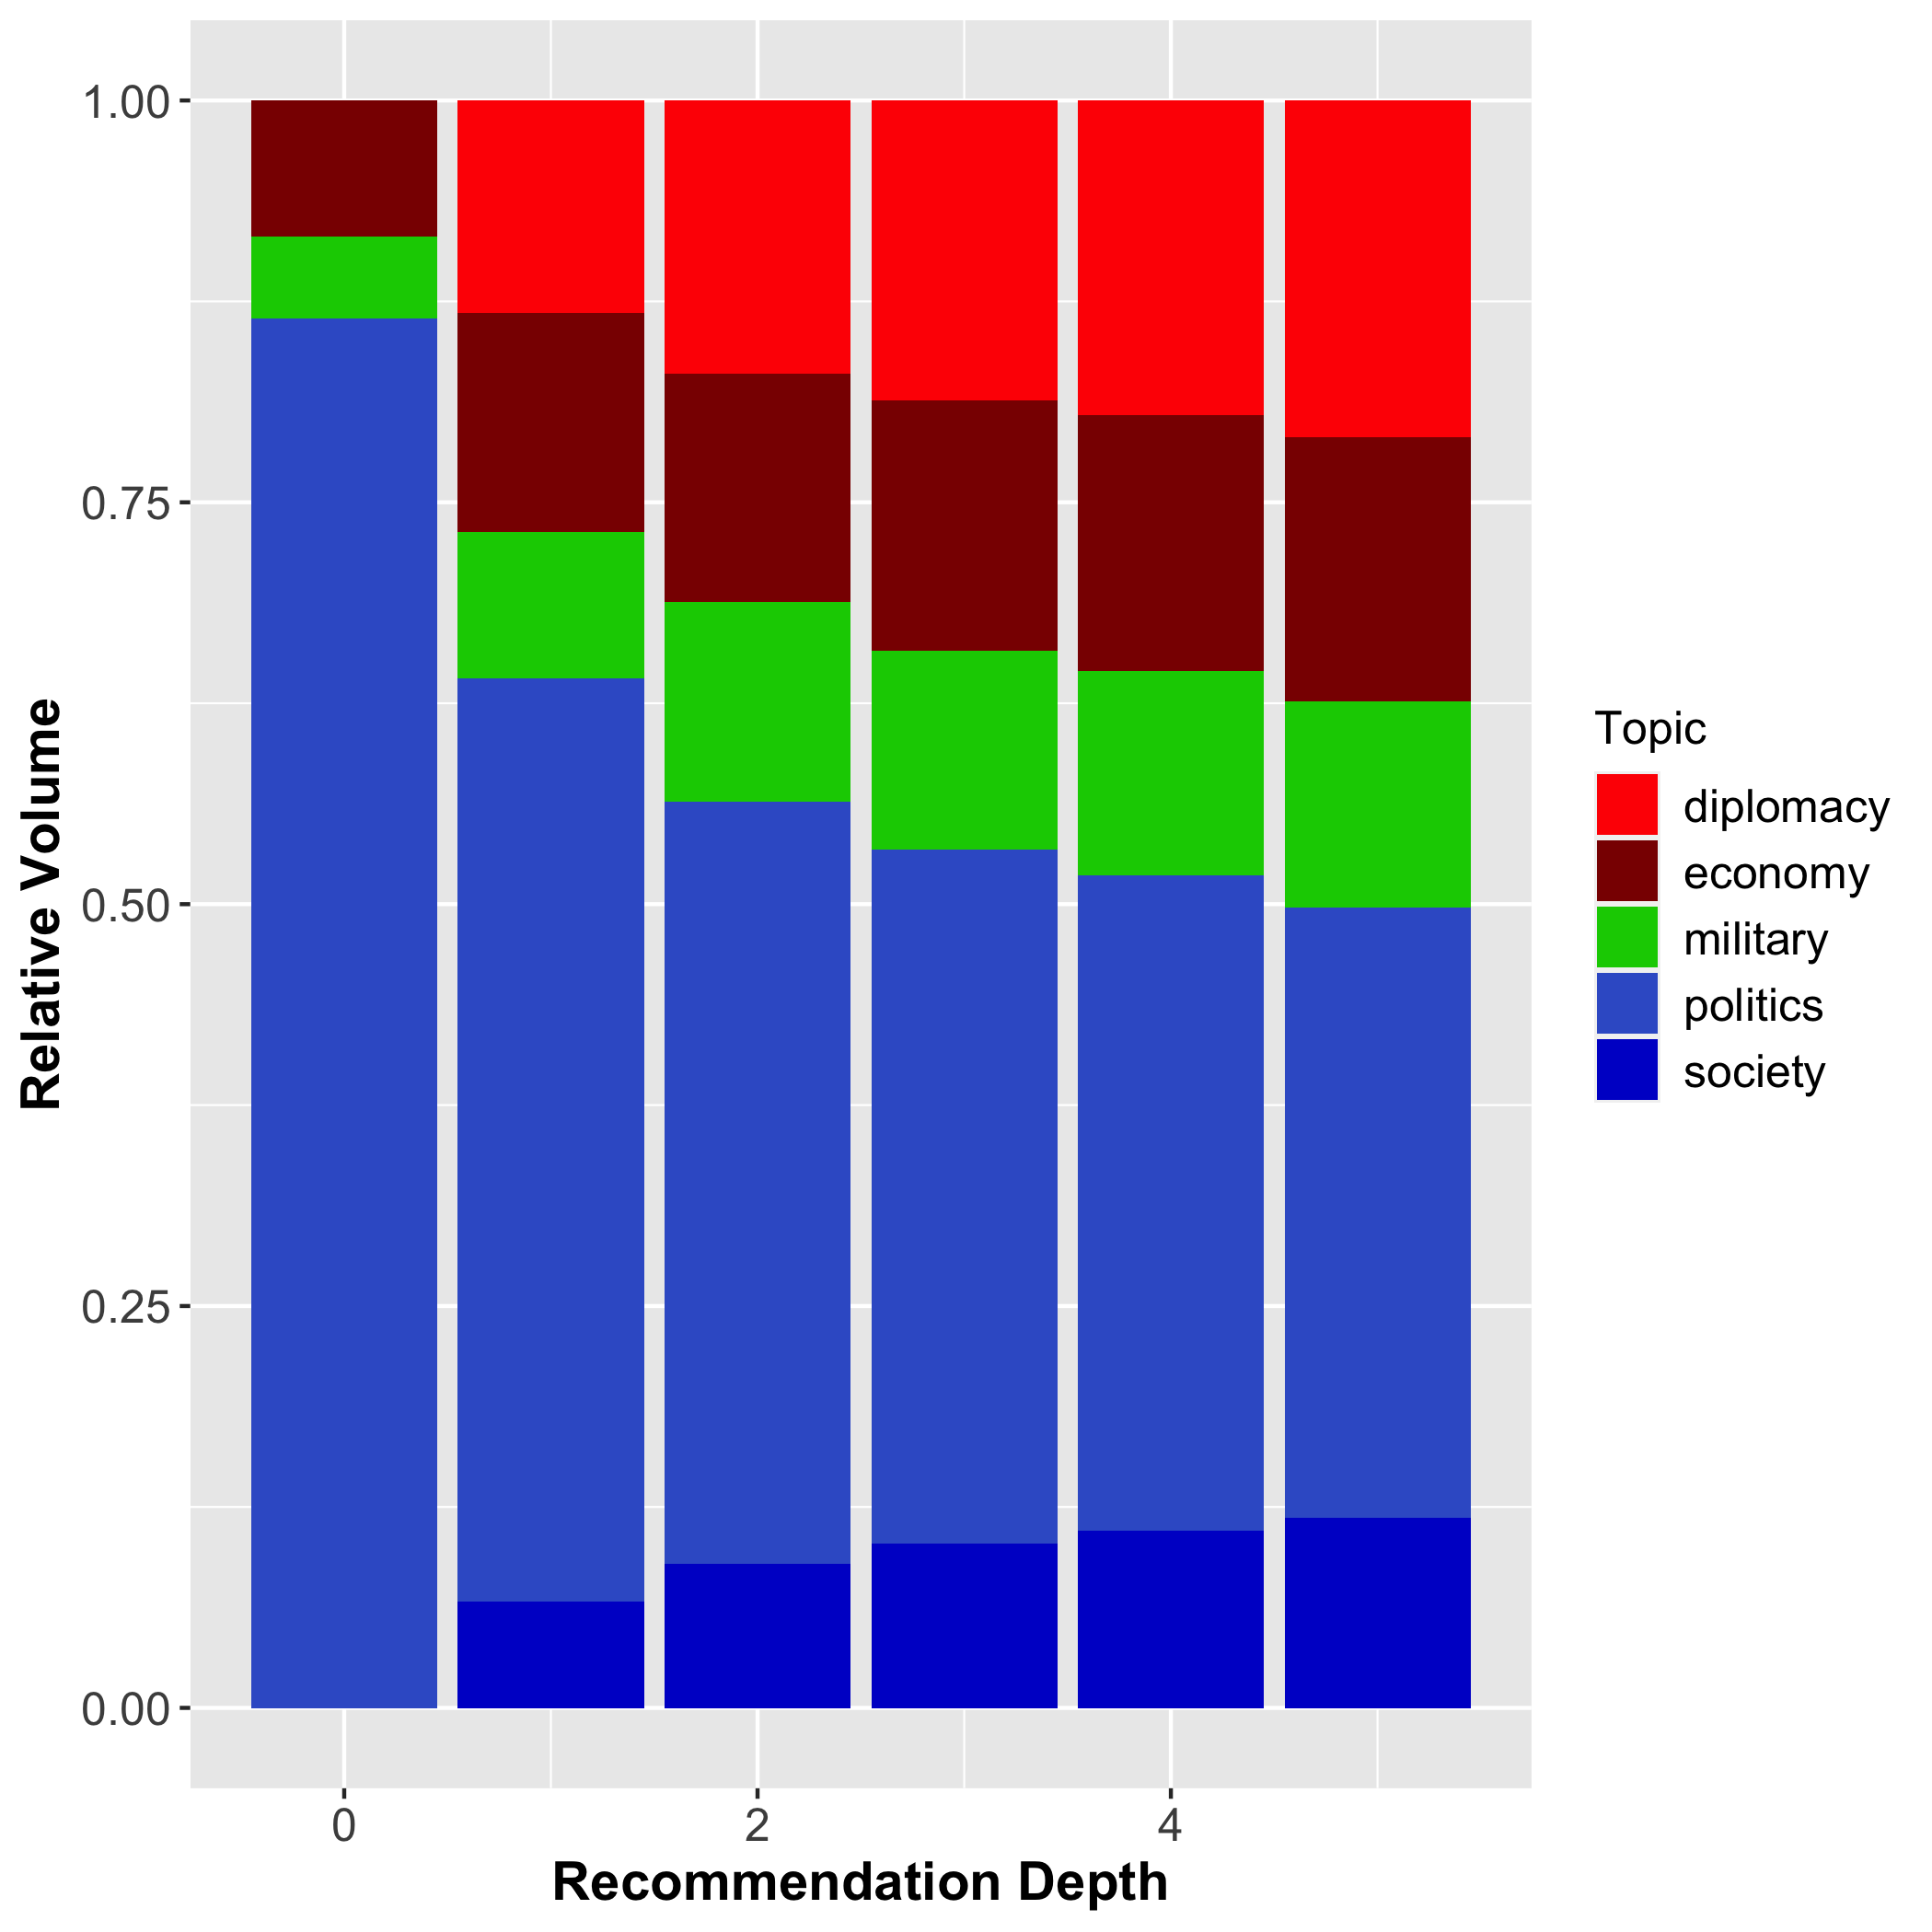 Relative Volume
1.00
0.75
0.50
0.25
0.00
0
2
4
Recommendation Depth
Topic
diplomacy
economy
military
politics
society